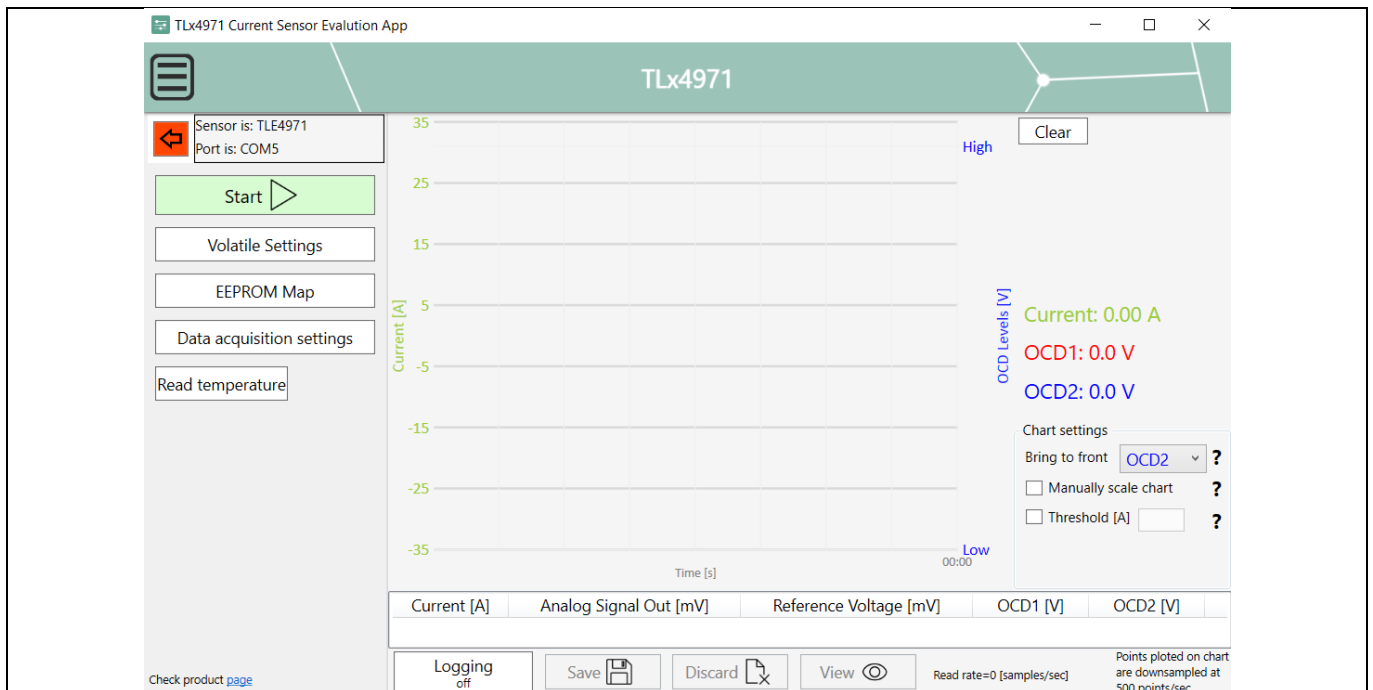 TLx4971 Current Sensor Evalution App
TLx4971
Sensor is: TLE4971
Port is: COM5
Start
Volatile Settings
EEPROM Map
Data acquisition settings
Read temperature
Check product page
35
25
15
5
-5
-15
-25
-35
Current [A]
High
Low
OCD Levels [V]
00:00
Time [s]
Clear
Current: 0.00 A
OCD1: 0.0 V
OCD2: 0.0 V
Chart settings
Bring to front OCD2 ?
Manually scale chart ?
Threshold [A] ?
Current [A] Analog Signal Out [mV] Reference Voltage [mV] OCD1 [V] OCD2 [V]
Logging
off
Save
Discard
View
Read rate=0 [samples/sec]
Points ploted on chart
are downsampled at
500 points/sec